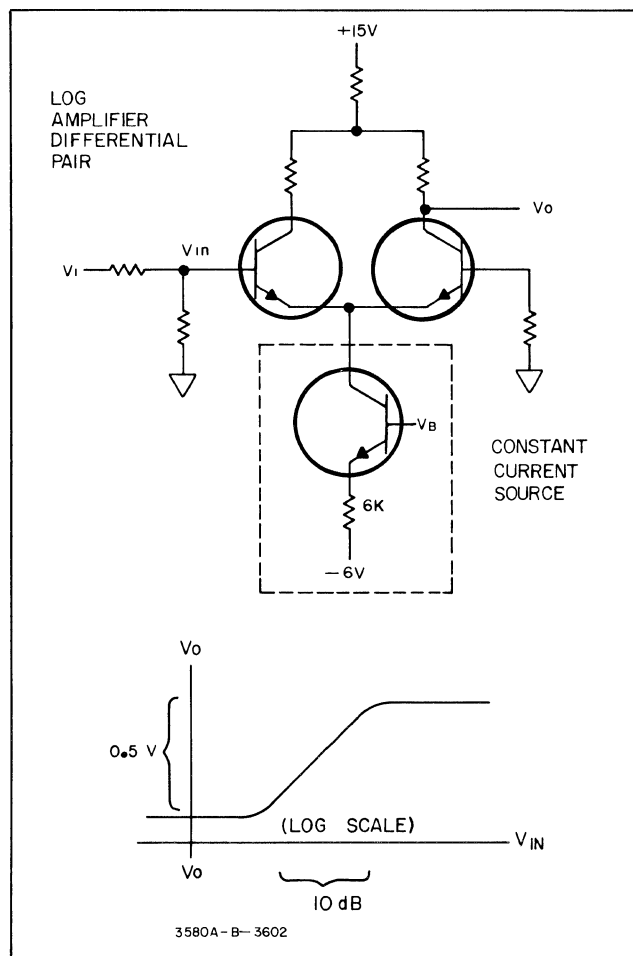 +15V
LOG
AMPLIFIER
DIFFERENTIAL
PAIR
Vo
Vin
VI
VB
CONSTANT
CURRENT
SOURCE
6K
−6V
Vo
0.5 V
(LOG SCALE)
VIN
Vo
10 dB
3580A-B-3602